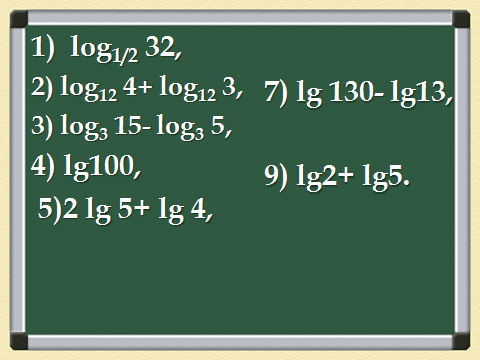 1) log1/2 32,
2) log12 4+ log12 3,
3) log3 15- log3 5,
4) lg100,
5)2 lg 5+ lg 4,
7) lg 130- lg13,
9) lg2+ lg5.